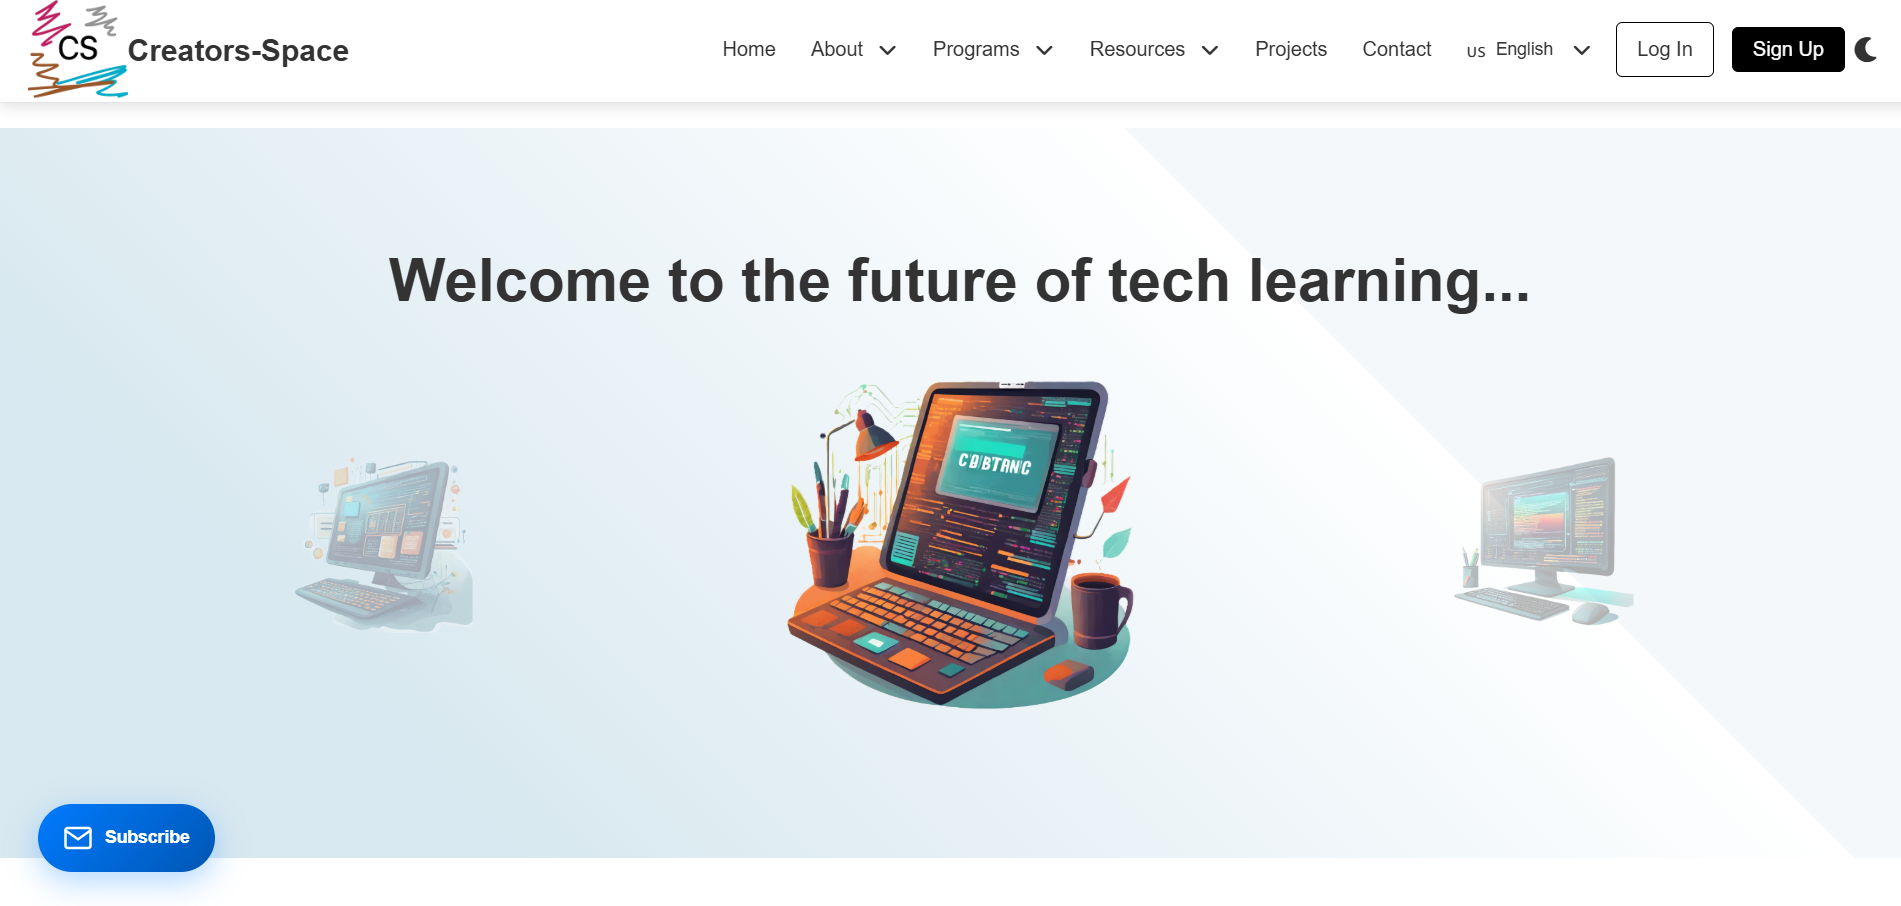 CS
Creators-Space
Home
About
Programs
Resources
Projects
Contact
US English
Log In
Sign Up
Welcome to the future of tech learning...
Subscribe